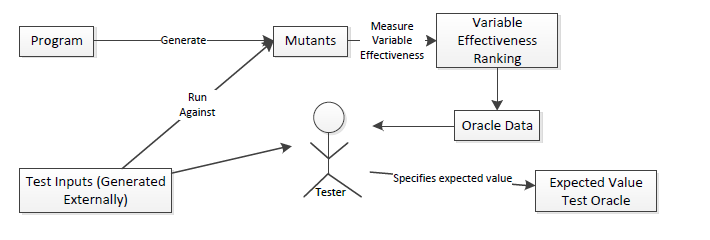 Program
Generate
Mutants
Measure
Variable
Effectiveness
Variable
Effectiveness
Ranking
Run
Against
Oracle Data
Test Inputs (Generated
Externally)
Tester
Specifies expected value
Expected Value
Test Oracle